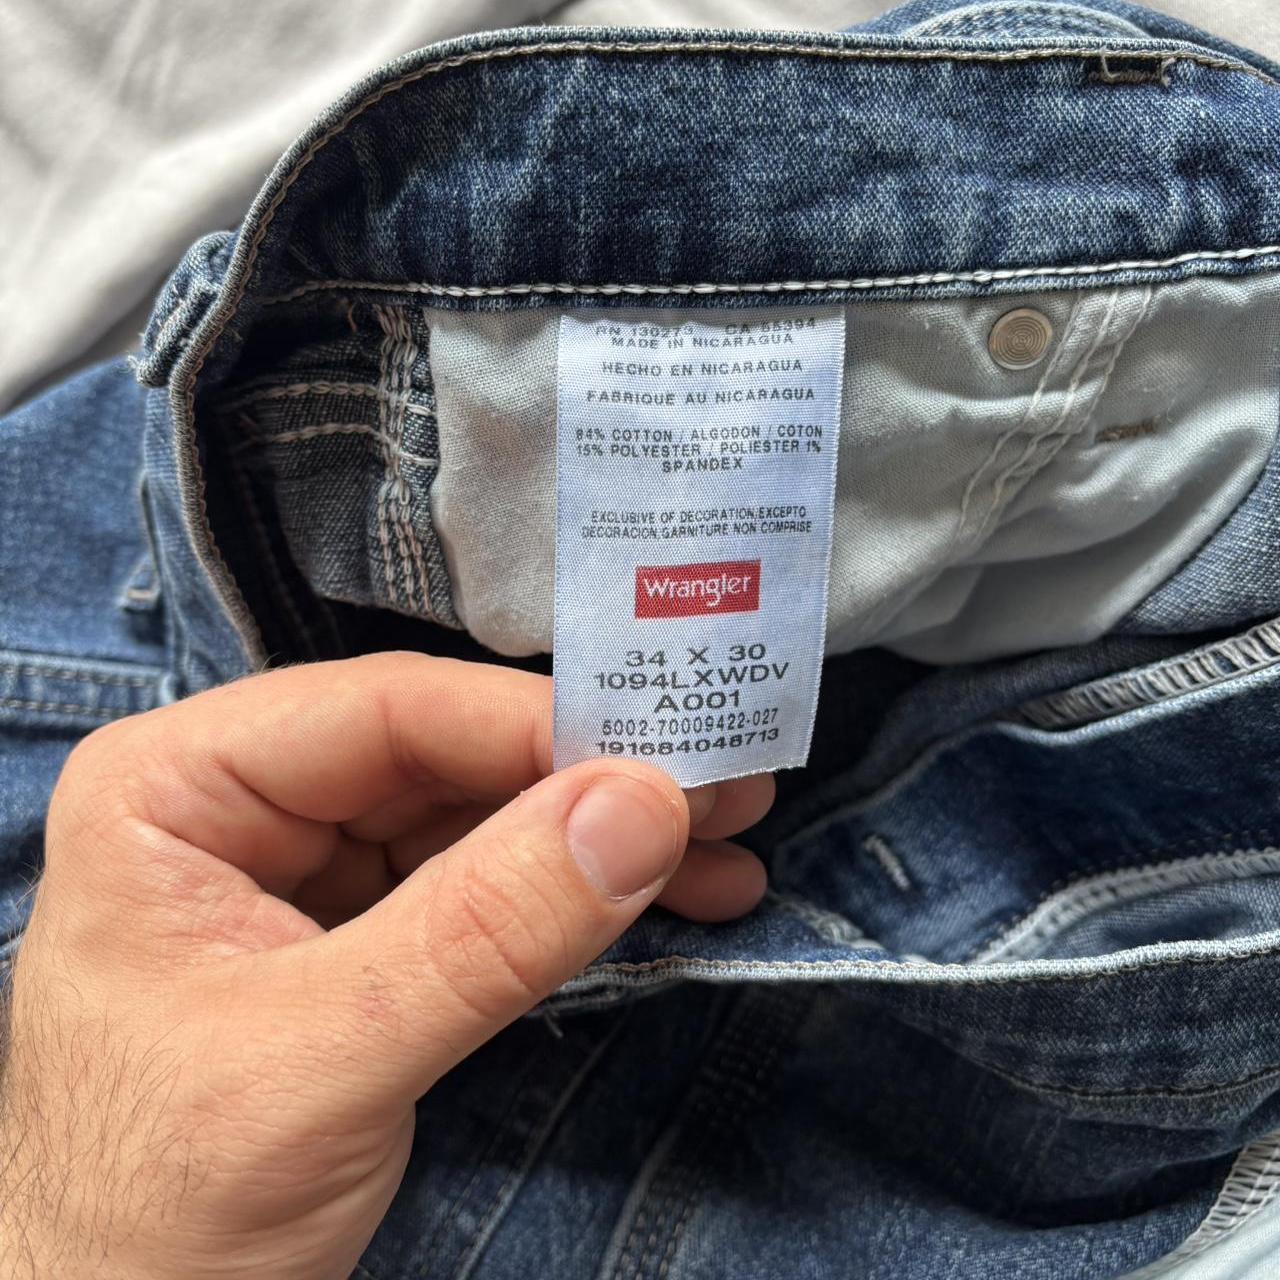 RN 130273 CA 55394
MADE IN NICARAGUA
HECHO EN NICARAGUA
FABRIQUE AU NICARAGUA
84% COTTON / ALGODON / COTON
15% POLYESTER / POLIESTER 1%
SPANDEX
EXCLUSIVE OF DECORATION,EXCEPTO
DECORACION,GARNITURE NON COMPRISE
Wrangler
34 X 30
1094LXWDV
A001
5002-70009422-027
191684048713